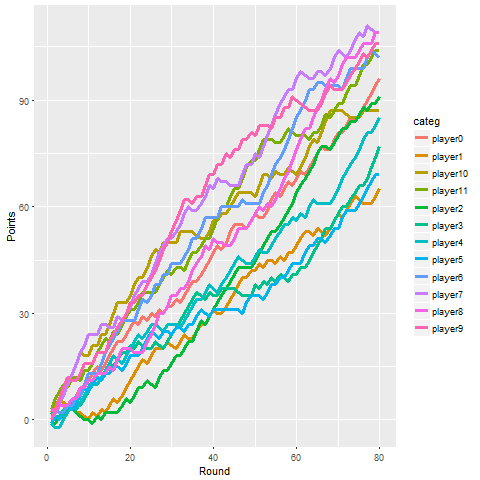 90
60
30
0
Points
0
20
40
60
80
Round
categ
player0
player1
player10
player11
player2
player3
player4
player5
player6
player7
player8
player9